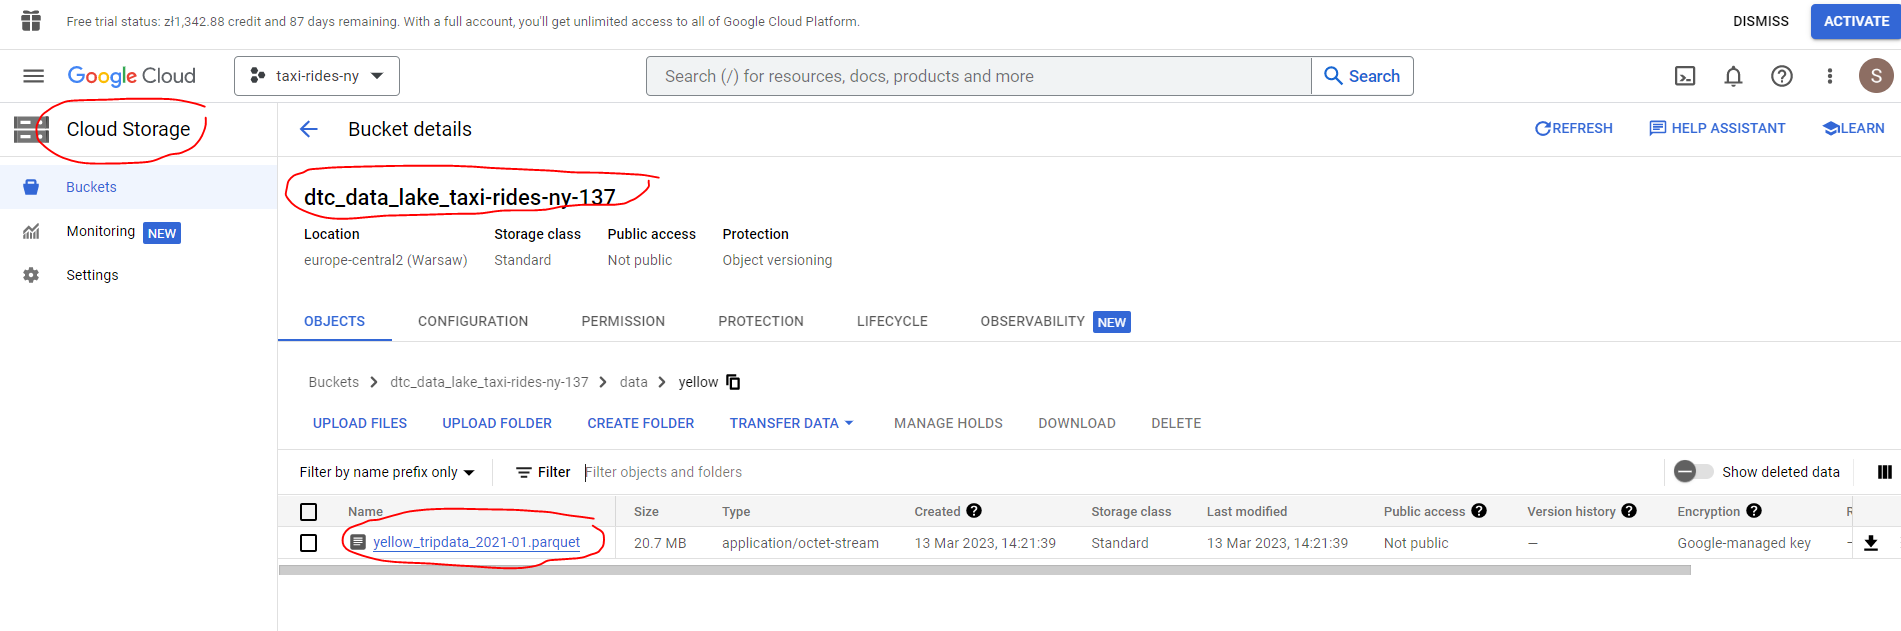 Free trial status: zł1,342.88 credit and 87 days remaining. With a full account, you'll get unlimited access to all of Google Cloud Platform. DISMISS ACTIVATE
Google Cloud taxi-rides-ny Search (/) for resources, docs, products and more Search S
Cloud Storage Bucket details REFRESH HELP ASSISTANT LEARN
Buckets
Monitoring NEW
Settings
dtc_data_lake_taxi-rides-ny-137
Location Storage class Public access Protection
europe-central2 (Warsaw) Standard Not public Object versioning
OBJECTS CONFIGURATION PERMISSION PROTECTION LIFECYCLE OBSERVABILITY NEW
Buckets > dtc_data_lake_taxi-rides-ny-137 > data > yellow
UPLOAD FILES UPLOAD FOLDER CREATE FOLDER TRANSFER DATA MANAGE HOLDS DOWNLOAD DELETE
Filter by name prefix only Filter Filter objects and folders Show deleted data
Name Size Type Created Storage class Last modified Public access Version history Encryption
yellow_tripdata_2021-01.parquet 20.7 MB application/octet-stream 13 Mar 2023, 14:21:39 Standard 13 Mar 2023, 14:21:39 Not public — Google-managed key